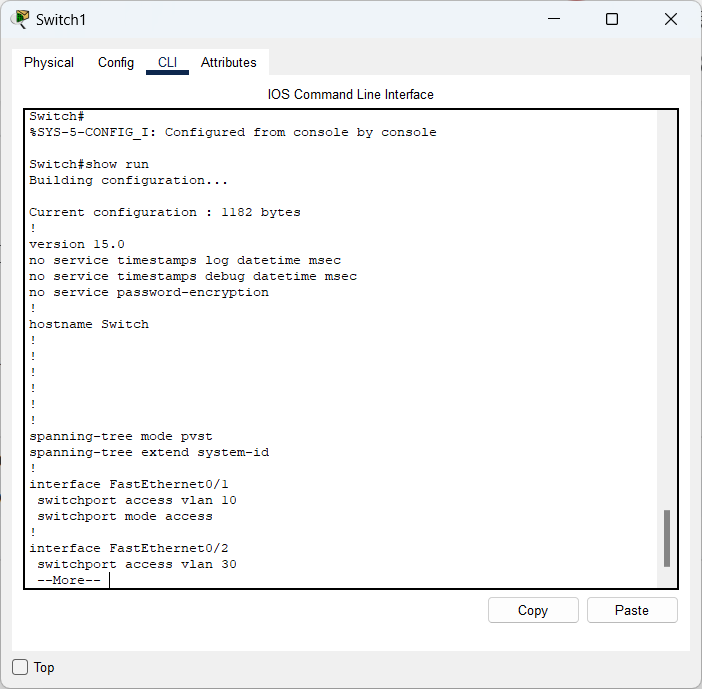 Switch1
Physical Config CLI Attributes
IOS Command Line Interface
Switch#
%SYS-5-CONFIG_I: Configured from console by console
Switch#show run
Building configuration...
Current configuration : 1182 bytes
!
version 15.0
no service timestamps log datetime msec
no service timestamps debug datetime msec
no service password-encryption
!
hostname Switch
!
!
!
!
!
!
spanning-tree mode pvst
spanning-tree extend system-id
!
interface FastEthernet0/1
 switchport access vlan 10
 switchport mode access
!
interface FastEthernet0/2
 switchport access vlan 30
 --More--
Copy Paste
Top